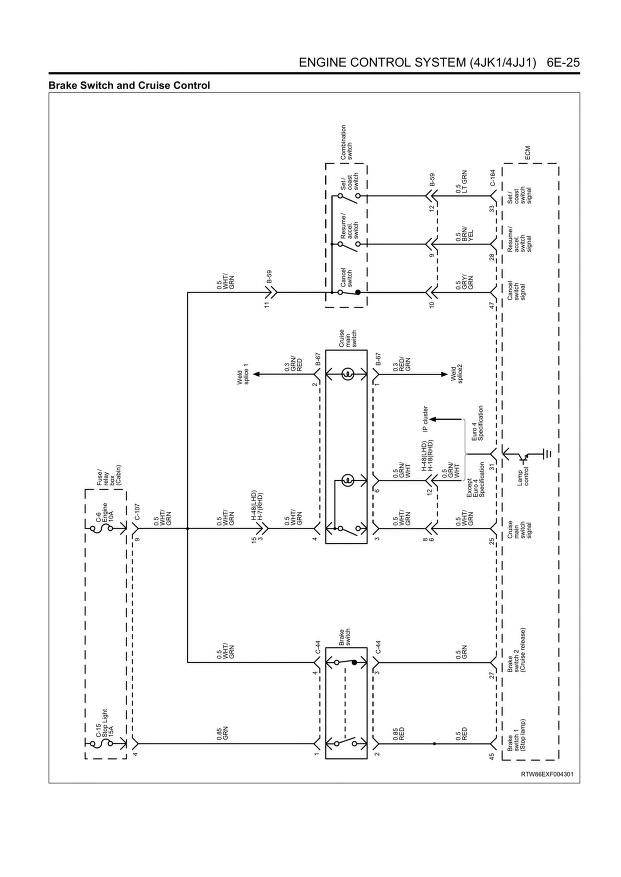 ENGINE CONTROL SYSTEM (4JK1/4JJ1) 6E-25
Brake Switch and Cruise Control
Combination
switch
Set /
coast
switch
Resume/
accel.
switch
Cancel
switch
B-59
12
0.5
LT GRN
C-164
33
ECM
Set /
coast
switch
signal
9
0.5
BRN/
YEL
28
Resume/
accel.
switch
signal
0.5
WHT/
GRN
B-59
11
10
0.5
GRY/
GRN
47
Cancel
switch
signal
Weld
splice 1
0.3
GRN/
RED
B-67
2
Cruise
main
switch
B-67
1
0.3
RED/
GRN
Weld
splice2
IP cluster
Euro 4
Specification
H-48(LHD)
H-18(RHD)
6
0.5
GRN/
WHT
12
0.5
GRN/
WHT
Except
Euro 4
Specification
31
Lamp
control
Fuse/
relay
box
(Cabin)
C-6
Engine
10A
C-107
9
0.5
WHT/
GRN
H-48(LHD)
H-7(RHD)
15
3
0.5
WHT/
GRN
4
3
0.5
WHT/
GRN
8
6
0.5
WHT/
GRN
25
Cruise
main
switch
signal
0.5
WHT/
GRN
C-44
4
Brake
switch
C-44
3
0.5
GRN
27
Brake
switch 2
(Cruise release)
C-15
Stop Light
15A
4
0.85
GRN
1
2
0.85
RED
0.5
RED
45
Brake
switch 1
(Stop lamp)
RTW86EXF004301